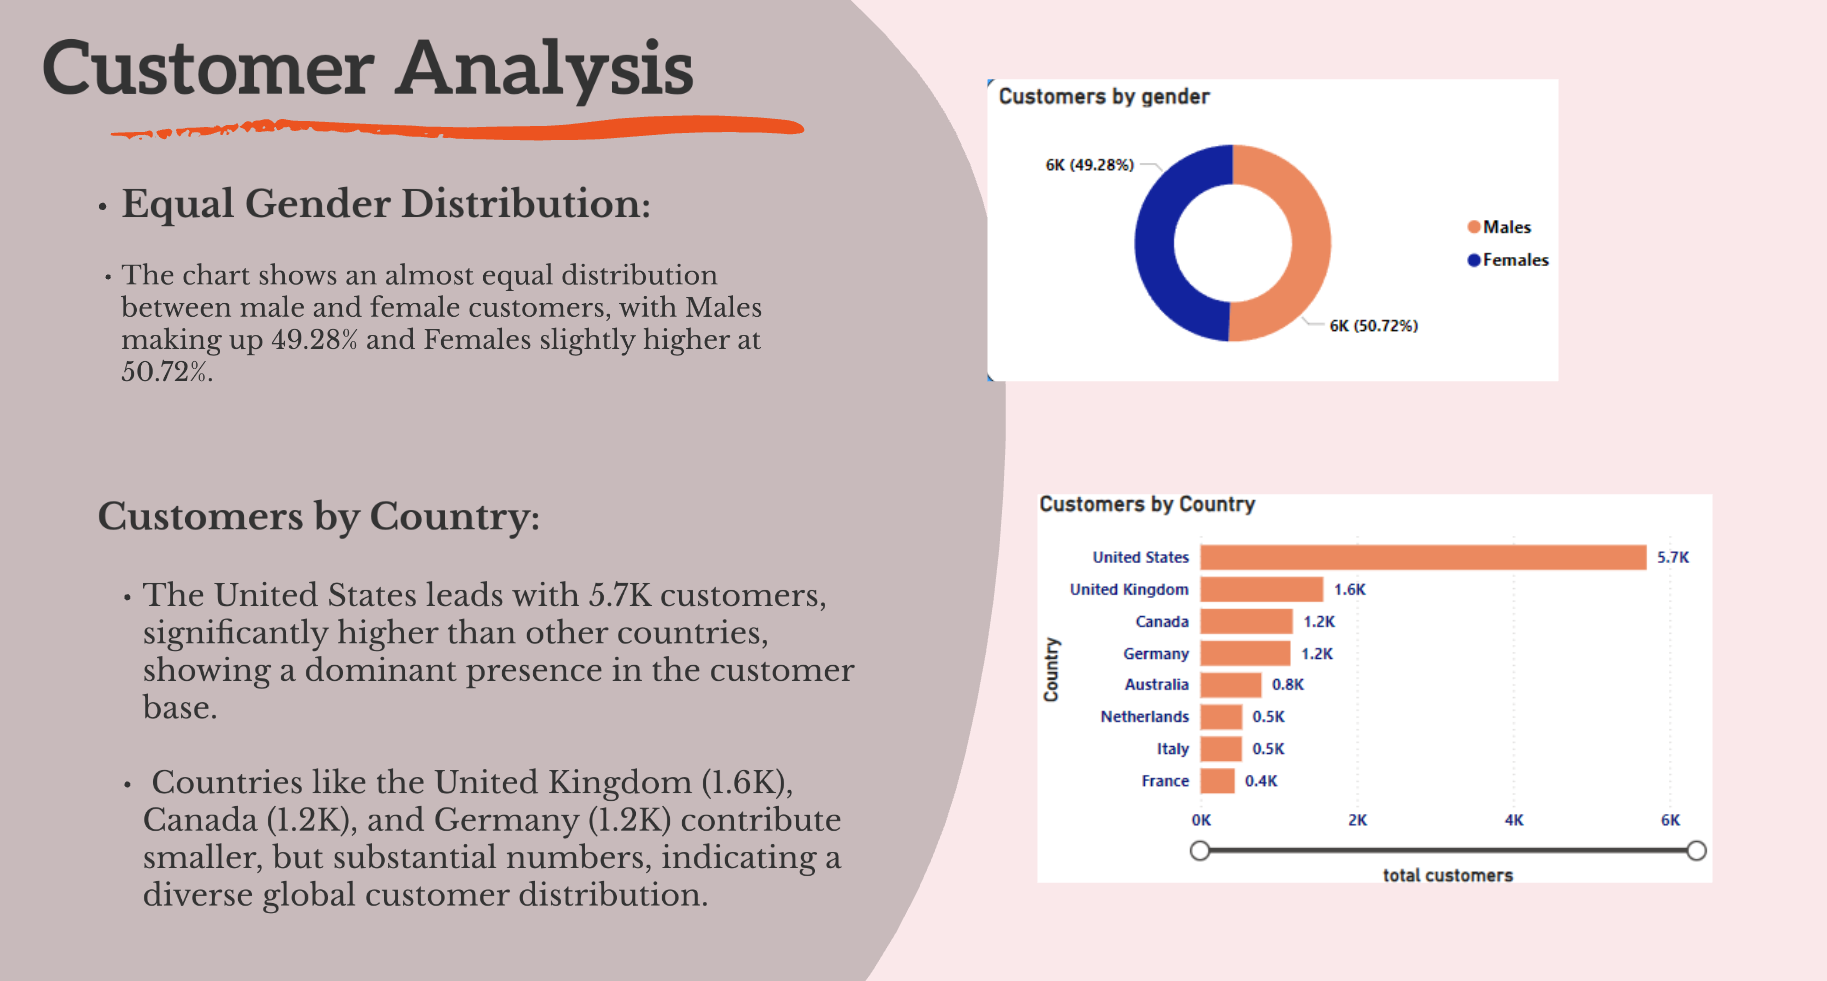 Customer Analysis
• Equal Gender Distribution:
• The chart shows an almost equal distribution
between male and female customers, with Males
making up 49.28% and Females slightly higher at
50.72%.
Customers by Country:
• The United States leads with 5.7K customers,
significantly higher than other countries,
showing a dominant presence in the customer
base.
• Countries like the United Kingdom (1.6K),
Canada (1.2K), and Germany (1.2K) contribute
smaller, but substantial numbers, indicating a
diverse global customer distribution.
Customers by gender
6K (49.28%)
Males
Females
6K (50.72%)
Customers by Country
Country
United States 5.7K
United Kingdom 1.6K
Canada 1.2K
Germany 1.2K
Australia 0.8K
Netherlands 0.5K
Italy 0.5K
France 0.4K
0K 2K 4K 6K
total customers